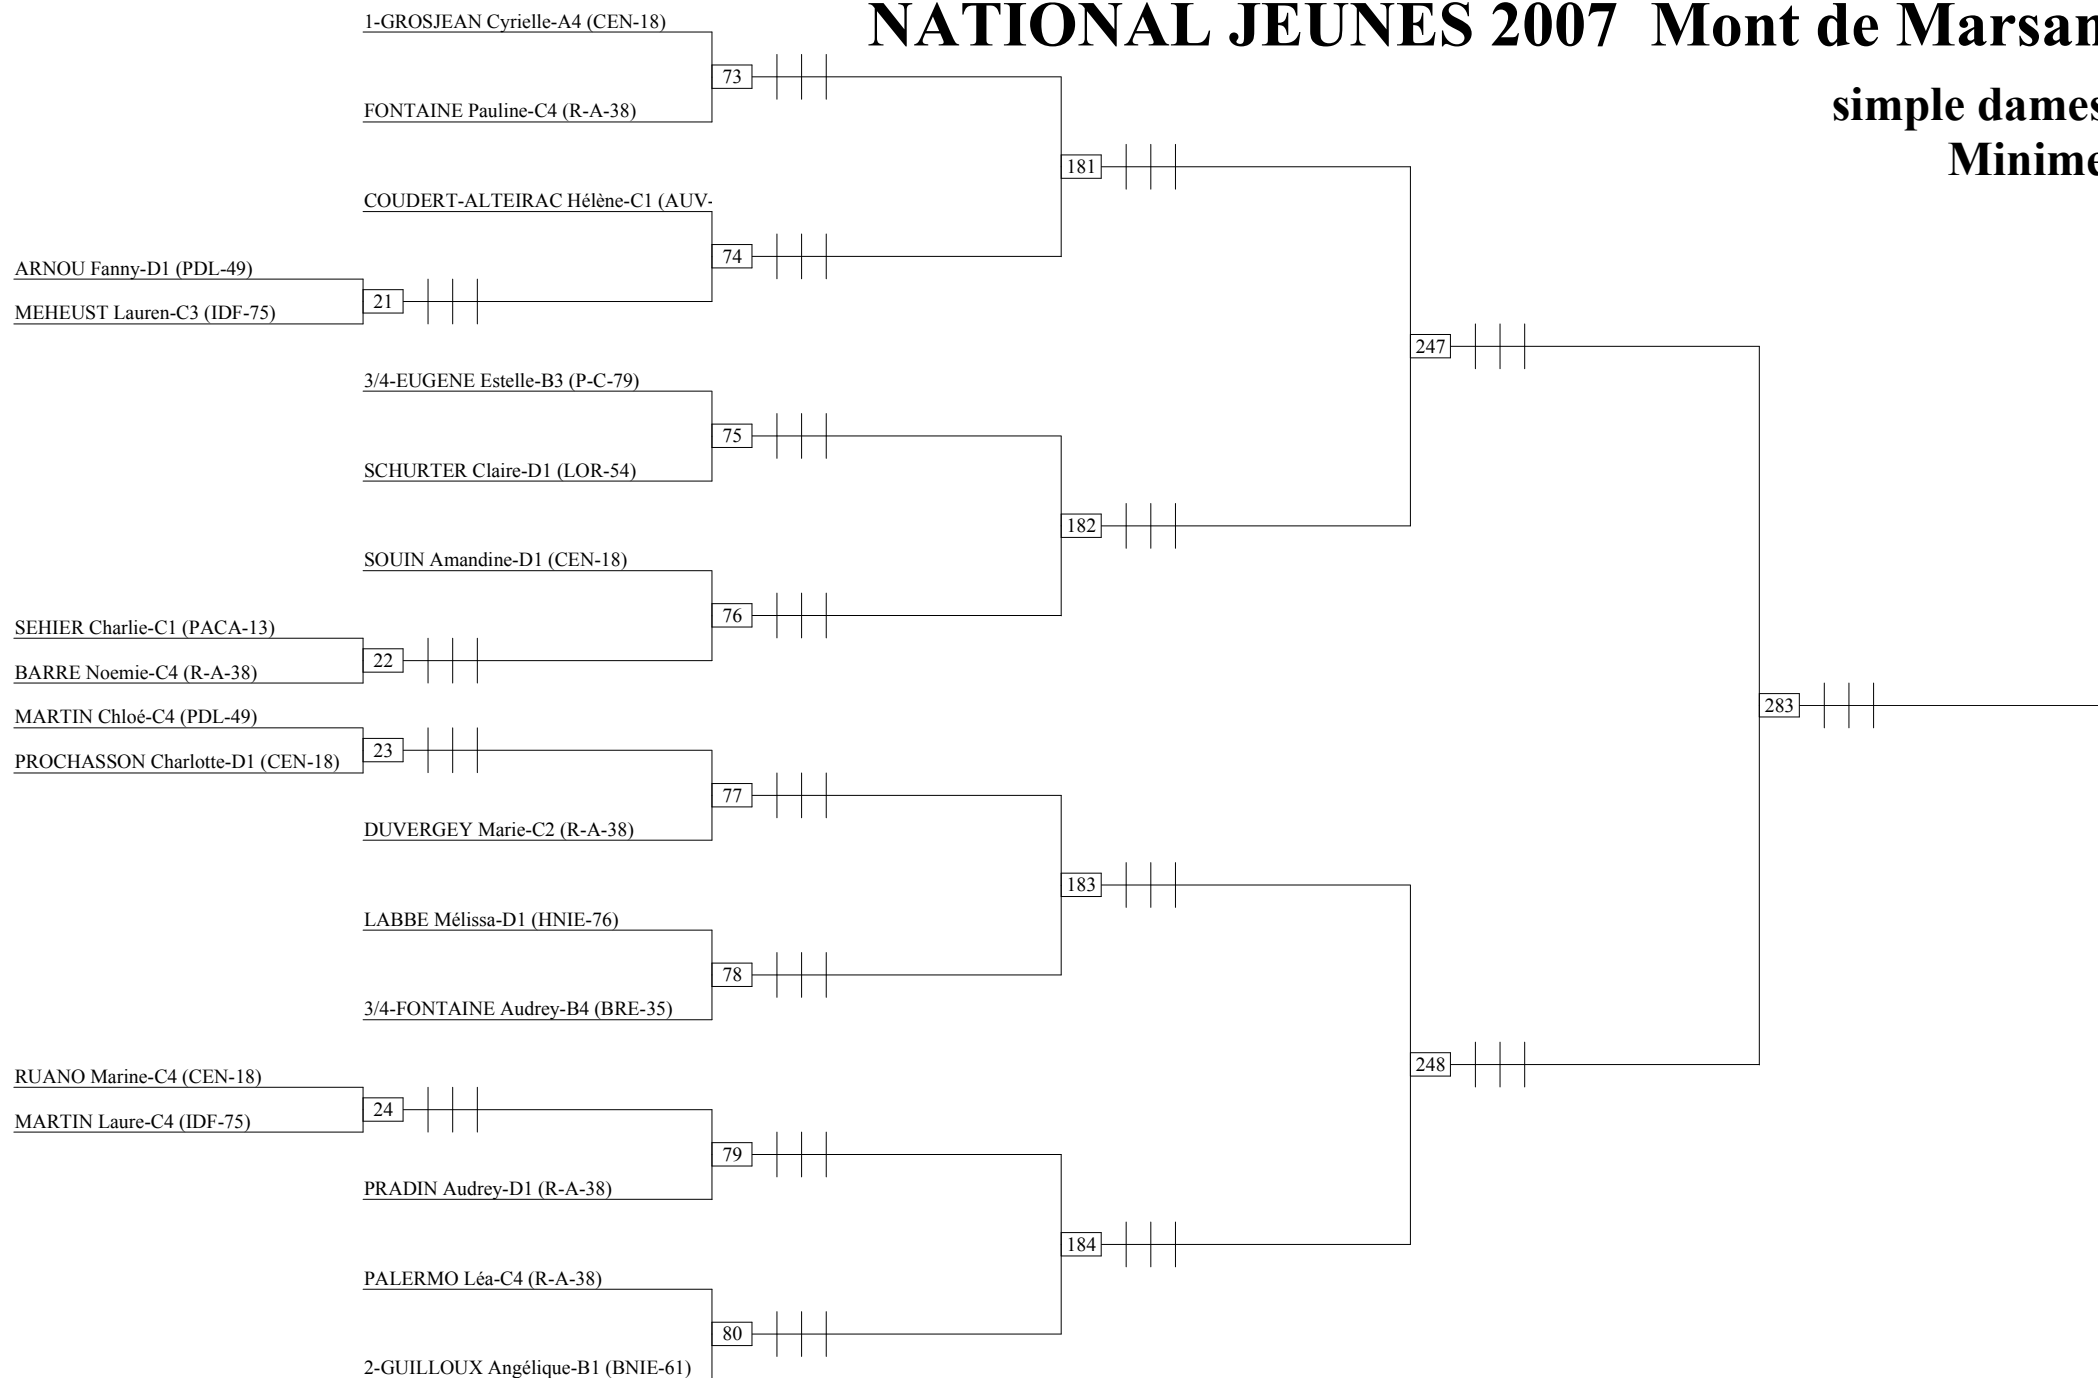 NATIONAL JEUNES 2007 Mont de Marsan
simple dames
Minime
1-GROSJEAN Cyrielle-A4 (CEN-18)
73
FONTAINE Pauline-C4 (R-A-38)
181
COUDERT-ALTEIRAC Hélène-C1 (AUV-
74
ARNOU Fanny-D1 (PDL-49)
21
MEHEUST Lauren-C3 (IDF-75)
247
3/4-EUGENE Estelle-B3 (P-C-79)
75
SCHURTER Claire-D1 (LOR-54)
182
SOUIN Amandine-D1 (CEN-18)
76
SEHIER Charlie-C1 (PACA-13)
22
BARRE Noemie-C4 (R-A-38)
283
MARTIN Chloé-C4 (PDL-49)
23
PROCHASSON Charlotte-D1 (CEN-18)
77
DUVERGEY Marie-C2 (R-A-38)
183
LABBE Mélissa-D1 (HNIE-76)
78
3/4-FONTAINE Audrey-B4 (BRE-35)
248
RUANO Marine-C4 (CEN-18)
24
MARTIN Laure-C4 (IDF-75)
79
PRADIN Audrey-D1 (R-A-38)
184
PALERMO Léa-C4 (R-A-38)
80
2-GUILLOUX Angélique-B1 (BNIE-61)